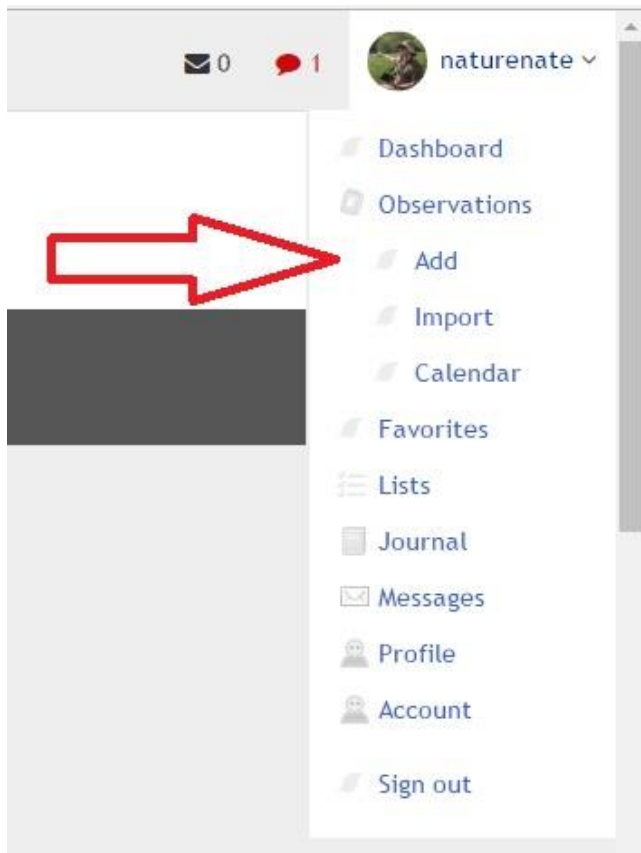 0 1 naturenate
Dashboard
Observations
Add
Import
Calendar
Favorites
Lists
Journal
Messages
Profile
Account
Sign out